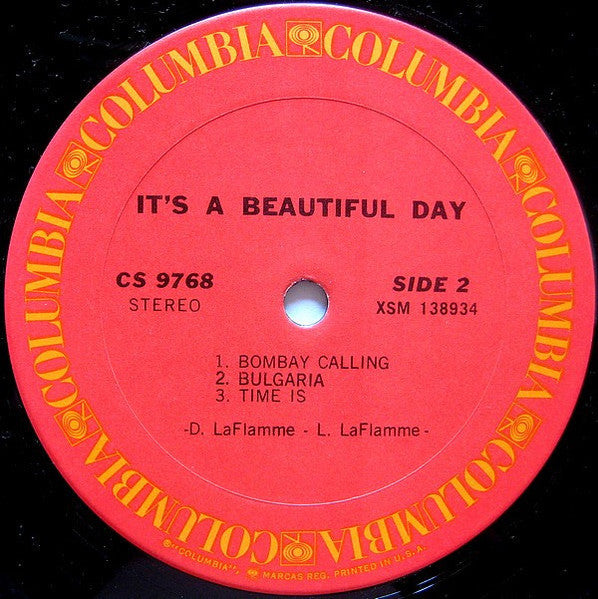 COLUMBIA COLUMBIA COLUMBIA COLUMBIA COLUMBIA COLUMBIA
IT'S A BEAUTIFUL DAY
CS 9768
STEREO
SIDE 2
XSM 138934
1. BOMBAY CALLING
2. BULGARIA
3. TIME IS
-D. LaFlamme - L. LaFlamme-
®"COLUMBIA", MARCAS REG. PRINTED IN U.S.A.